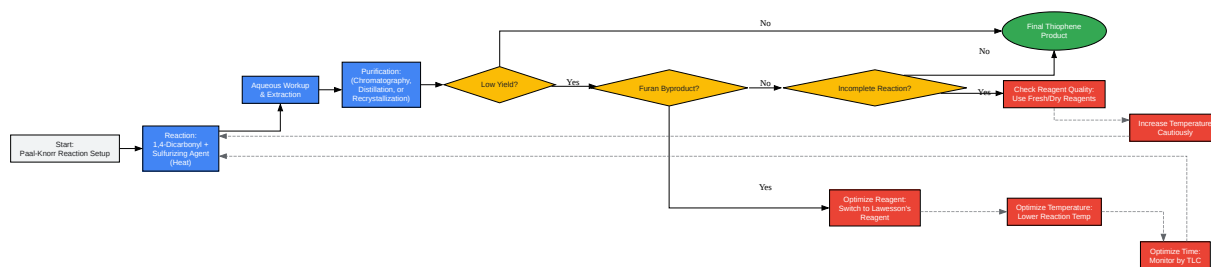 Start:
Paal-Knorr Reaction Setup
Reaction:
1,4-Dicarbonyl +
Sulfurizing Agent
(Heat)
Aqueous Workup
& Extraction
Purification:
(Chromatography,
Distillation, or
Recrystallization)
Low Yield?
No
Yes
Furan Byproduct?
No
Yes
Incomplete Reaction?
No
Yes
Final Thiophene
Product
Check Reagent Quality:
Use Fresh/Dry Reagents
Increase Temperature
Cautiously
Optimize Reagent:
Switch to Lawesson's
Reagent
Optimize Temperature:
Lower Reaction Temp
Optimize Time:
Monitor by TLC